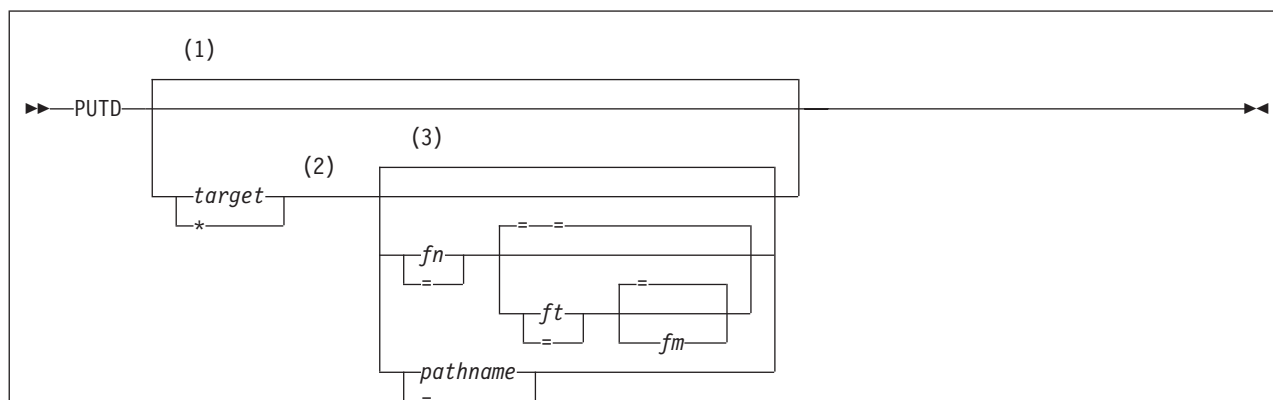 (1)
PUTD
(3)
(2)
target
*
= =
fn
=
=
ft
=
fm
pathname
=